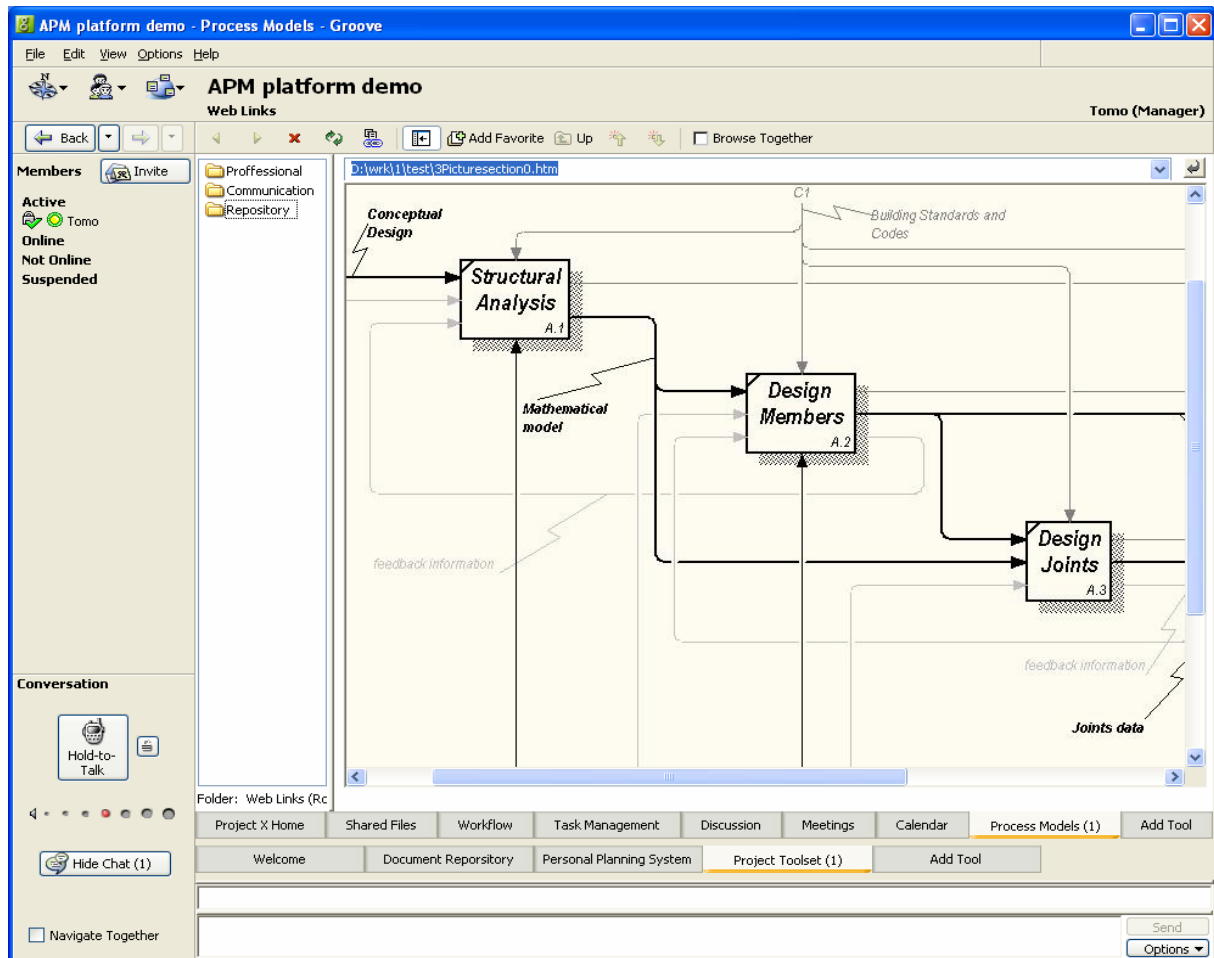 APM platform demo - Process Models - Groove
File Edit View Options Help
N
APM platform demo
Web Links
Tomo (Manager)
Back
Add Favorite
Up
Browse Together
Members
Invite
Active
Tomo
Online
Not Online
Suspended
Proffessional
Communication
Repository
Folder: Web Links (Rc
D:\wrk\1\test\3Picturesection0.htm
C1
Building Standards and
Codes
Conceptual
Design
Structural
Analysis
A.1
Mathematical
model
Design
Members
A.2
feedback information
Design
Joints
A.3
feedback information
Joints data
Conversation
Hold-to-
Talk
Hide Chat (1)
Navigate Together
Project X Home Shared Files Workflow Task Management Discussion Meetings Calendar Process Models (1) Add Tool
Welcome Document Reporsitory Personal Planning System Project Toolset (1) Add Tool
Send
Options